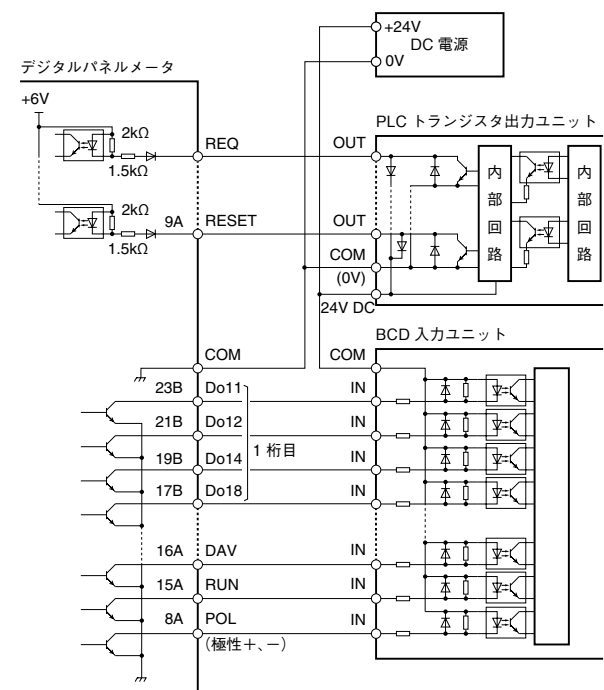 +24V
DC 電源
0V
デジタルパネルメータ
+6V
2kΩ
1.5kΩ
REQ
OUT
PLC トランジスタ出力ユニット
内部回路
内部回路
2kΩ
1.5kΩ
9A
RESET
OUT
COM
(0V)
24V DC
BCD 入力ユニット
COM
COM
23B
Do11
IN
21B
Do12
IN
1 桁目
19B
Do14
IN
17B
Do18
IN
16A
DAV
IN
15A
RUN
IN
8A
POL
IN
(極性＋、−)